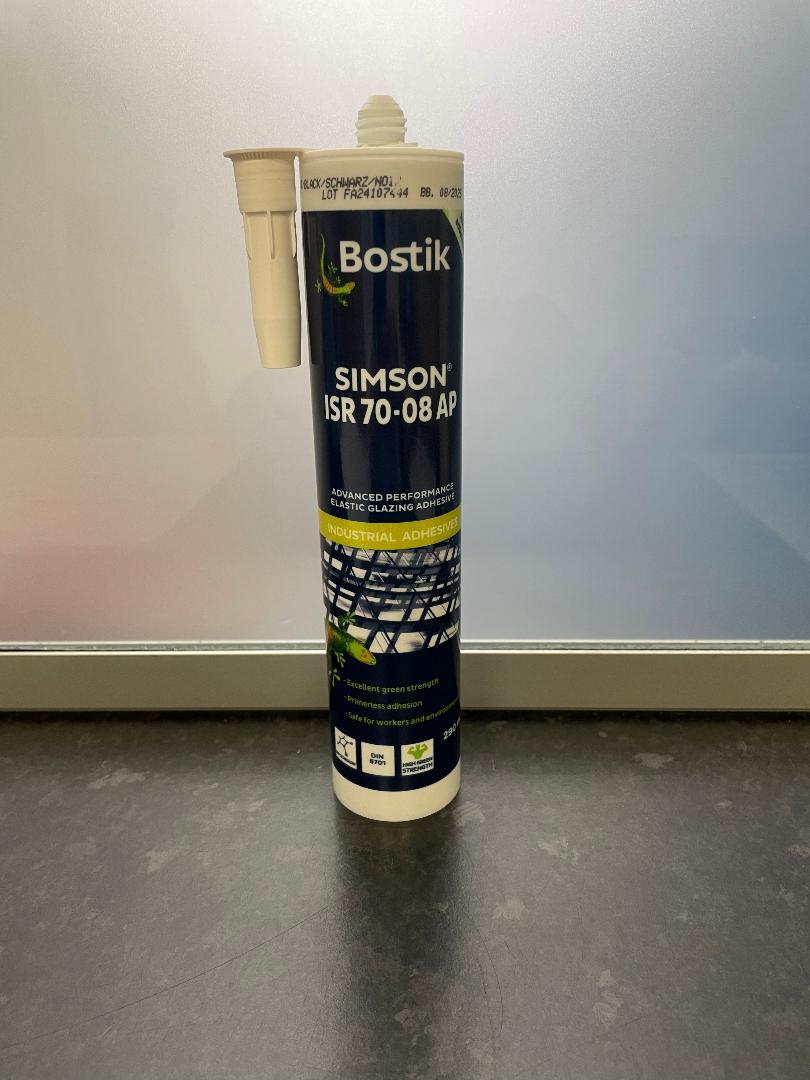 BLACK/SCHWARZ/NOI
LOT FA24107444 BB. 08/2025
Bostik
SIMSON®
ISR 70-08 AP
ADVANCED PERFORMANCE
ELASTIC GLAZING ADHESIVE
INDUSTRIAL ADHESIVES
- Excellent green strength
- Primerless adhesion
- Safe for workers and environment
290
DIN
6701
HIGH GREEN
STRENGTH